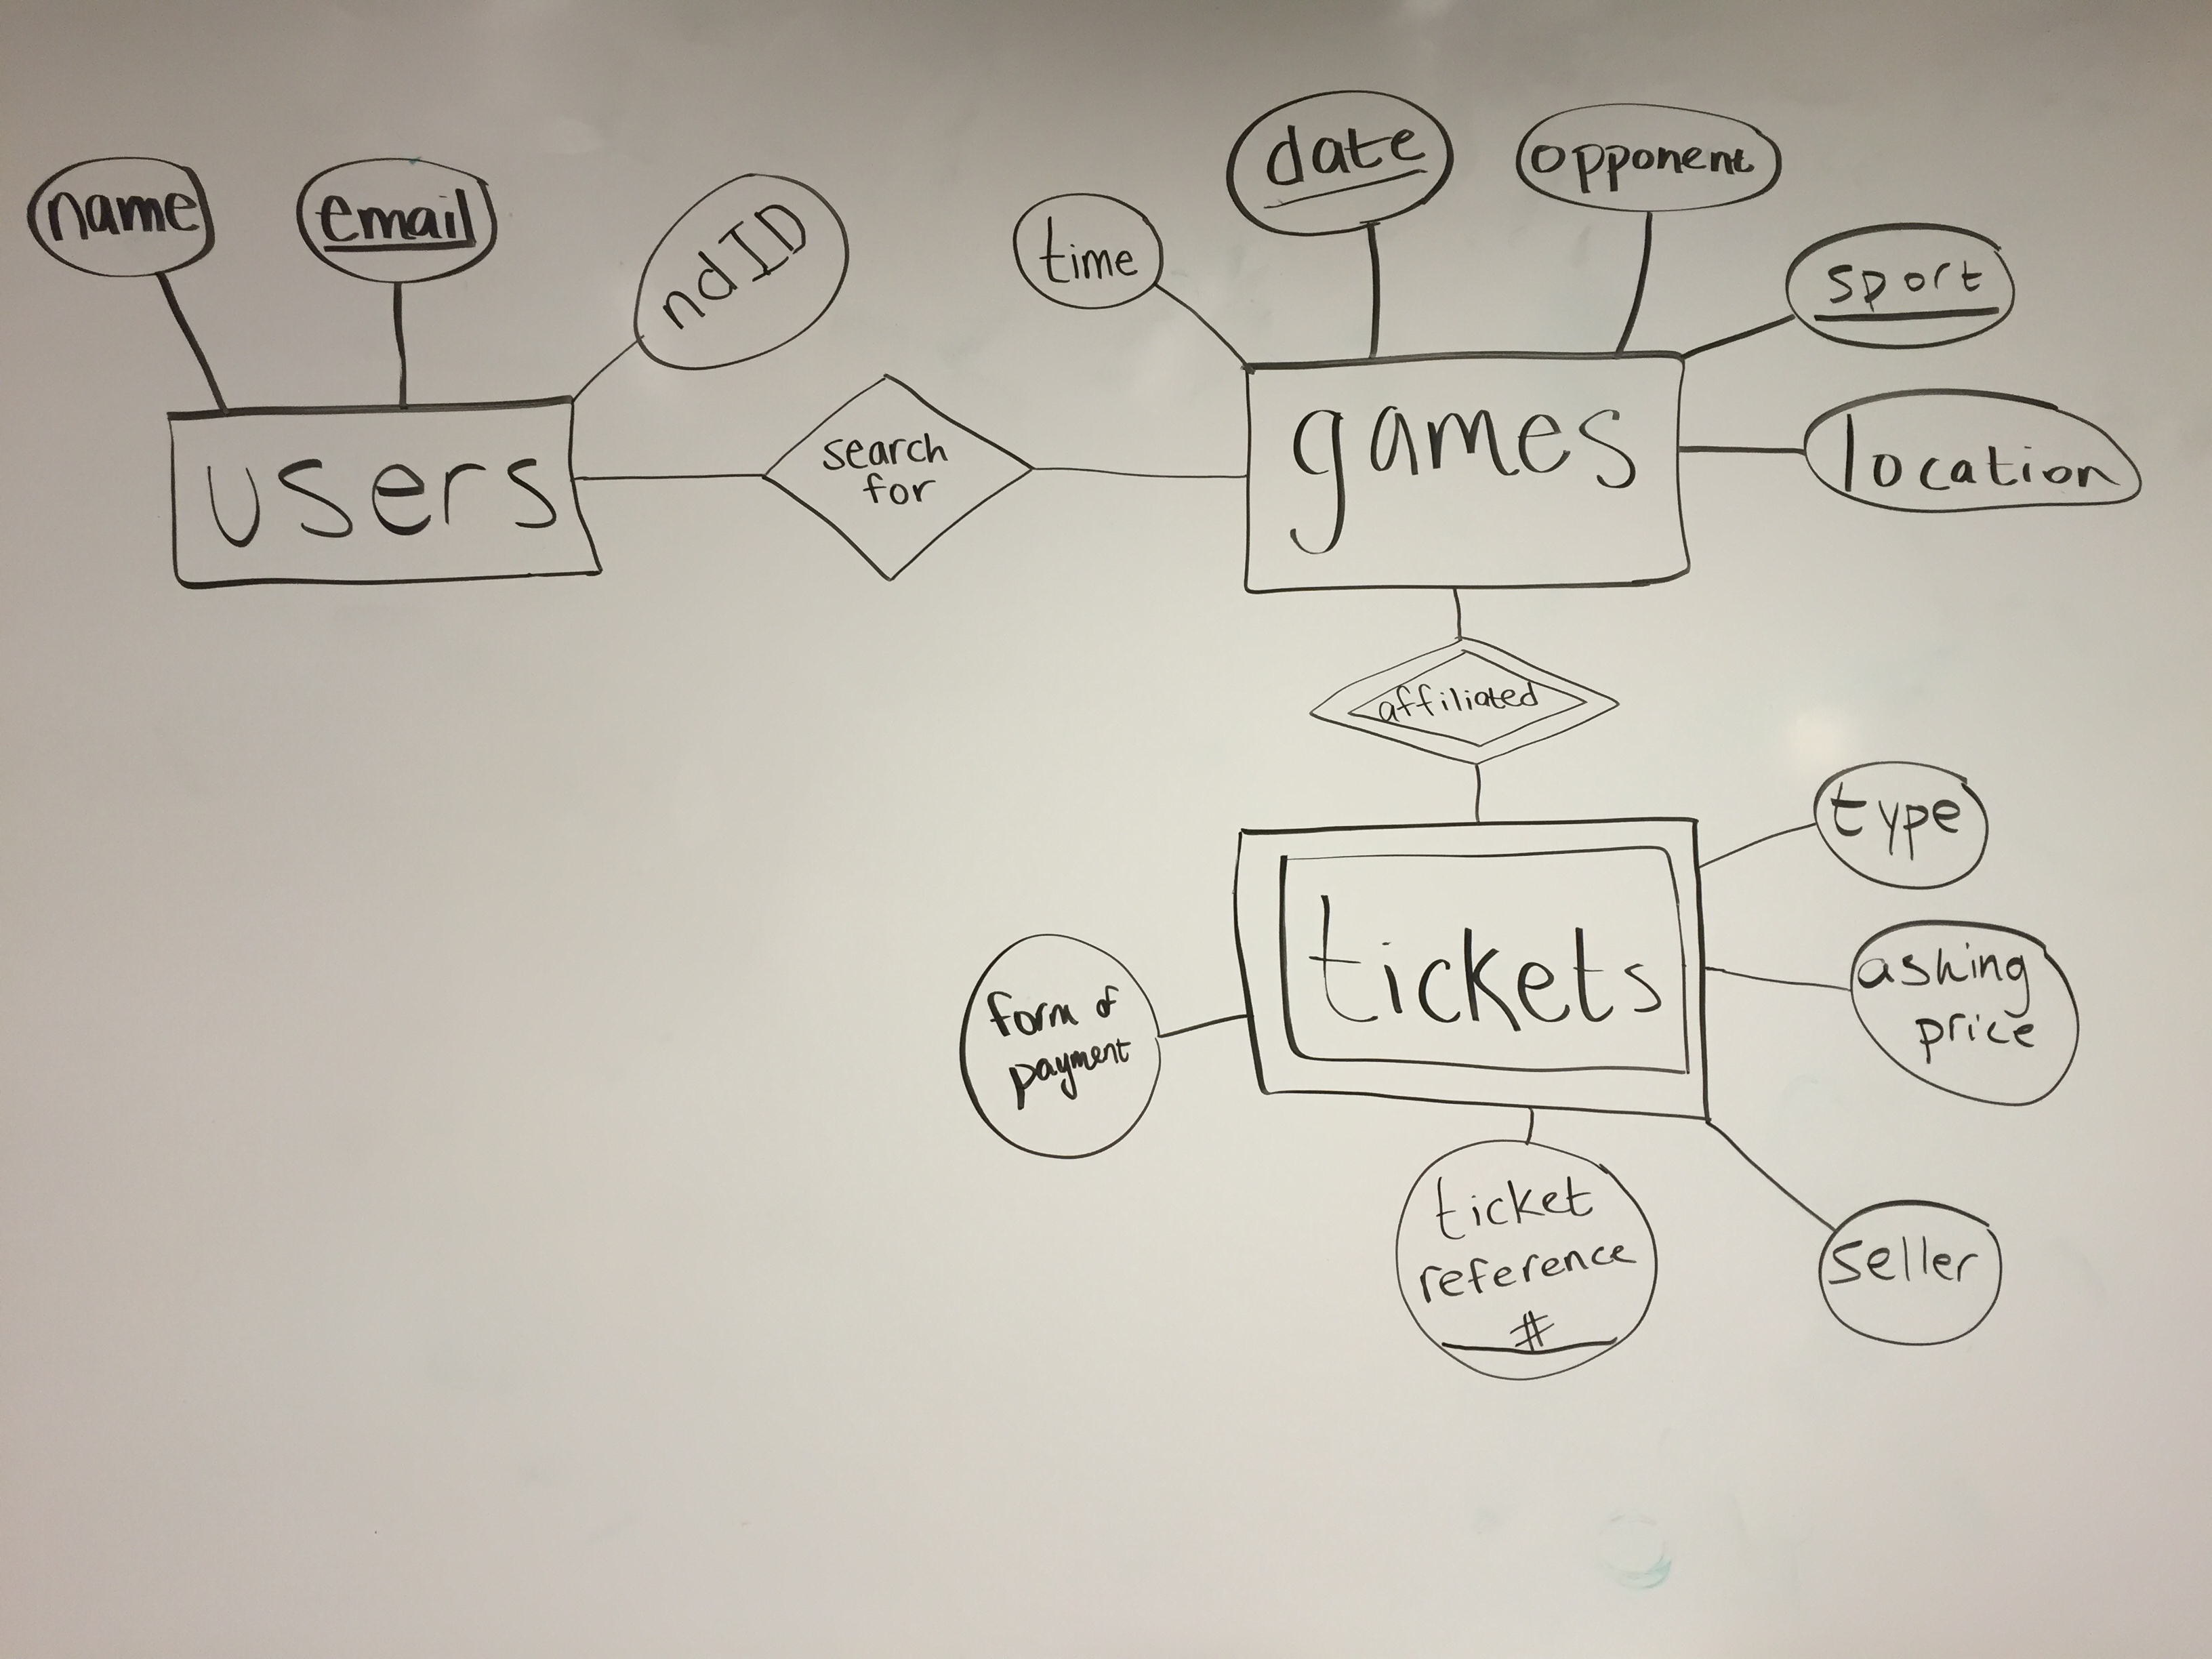 name
email
ndID
time
date
opponent
sport
location
users
search
for
games
affiliated
tickets
type
asking
price
form of
payment
ticket
reference
#
seller